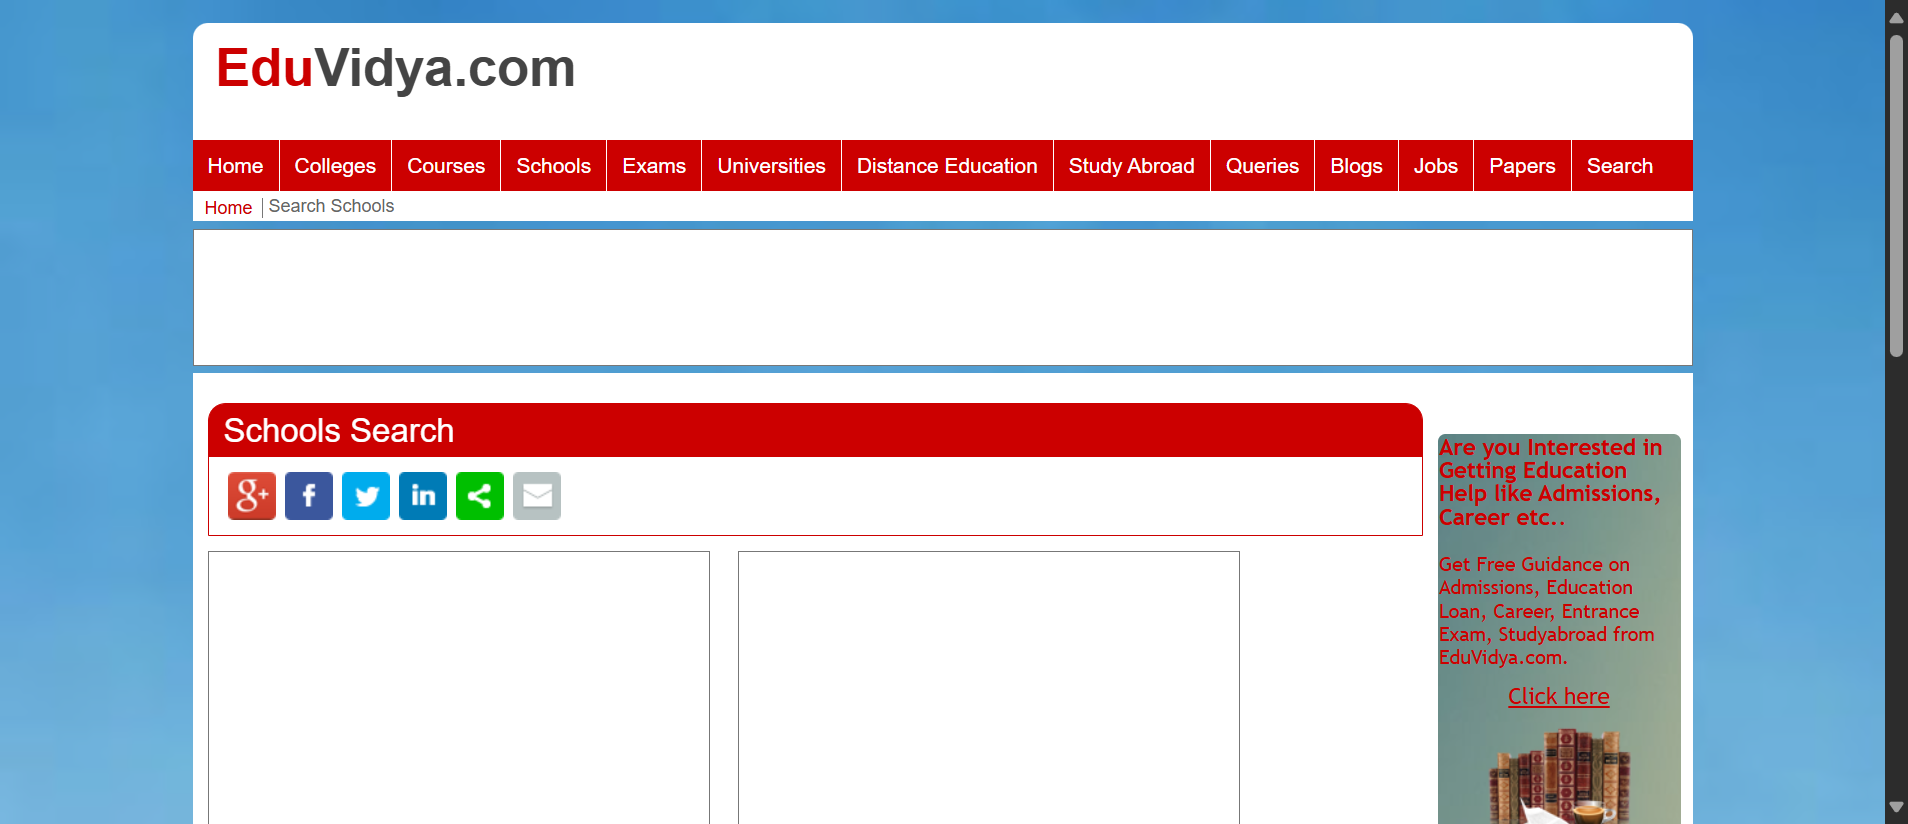 EduVidya.com
Home Colleges Courses Schools Exams Universities Distance Education Study Abroad Queries Blogs Jobs Papers Search
Home Search Schools
Schools Search
g+ f in
Are you Interested in
Getting Education
Help like Admissions,
Career etc..
Get Free Guidance on
Admissions, Education
Loan, Career, Entrance
Exam, Studyabroad from
EduVidya.com.
Click here